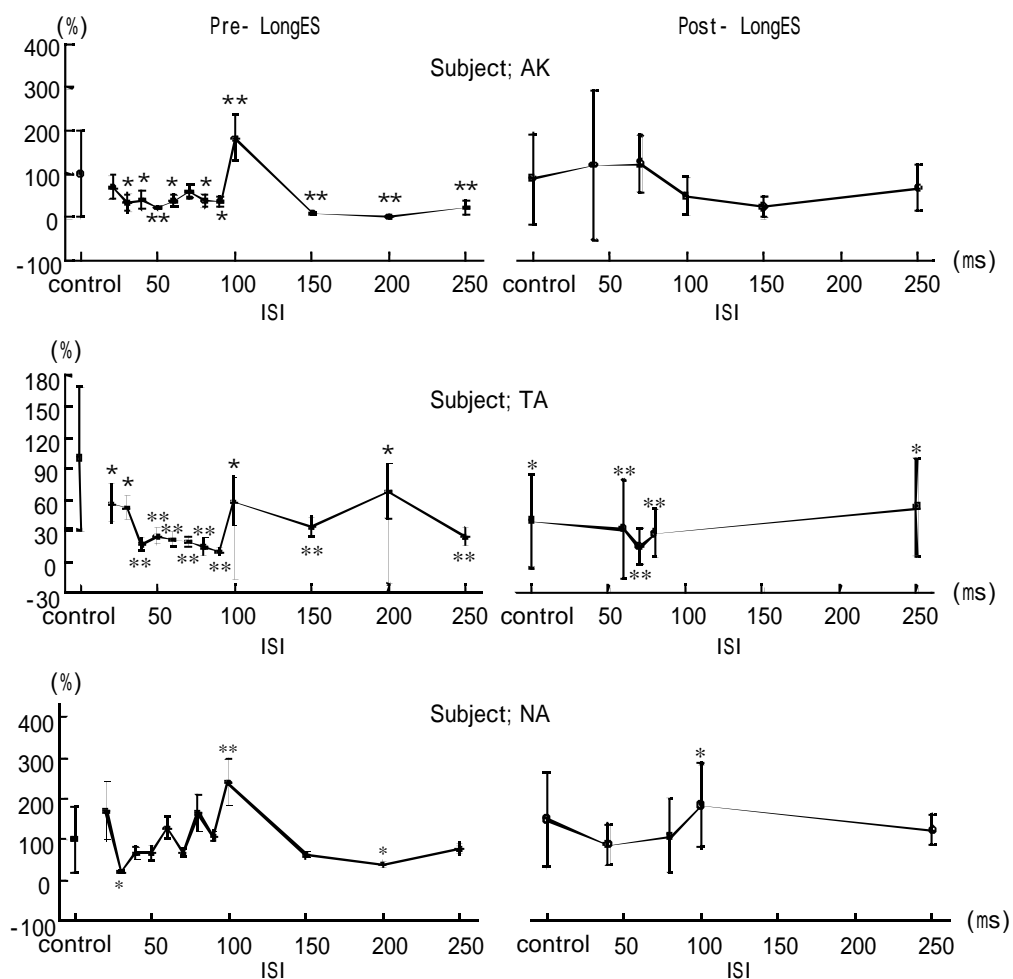 (%) Pre- LongES Post- LongES
400
Subject; AK
300
**
200
* * * * ** ** **
100
** *
0
-100
control 50 100 150 200 250 control 50 100 150 200 250 (ms)
ISI ISI
(%)
180
Subject; TA
150
* * * * * **
120
90
** ** ** **
60
30
** ** ** ** ** **
0
-30
control 50 100 150 200 250 control 50 100 150 200 250 (ms)
ISI ISI
(%)
Subject; NA
400
** *
300
200
100
*
0
*
-100
control 50 100 150 200 250 control 50 100 150 200 250 (ms)
ISI ISI